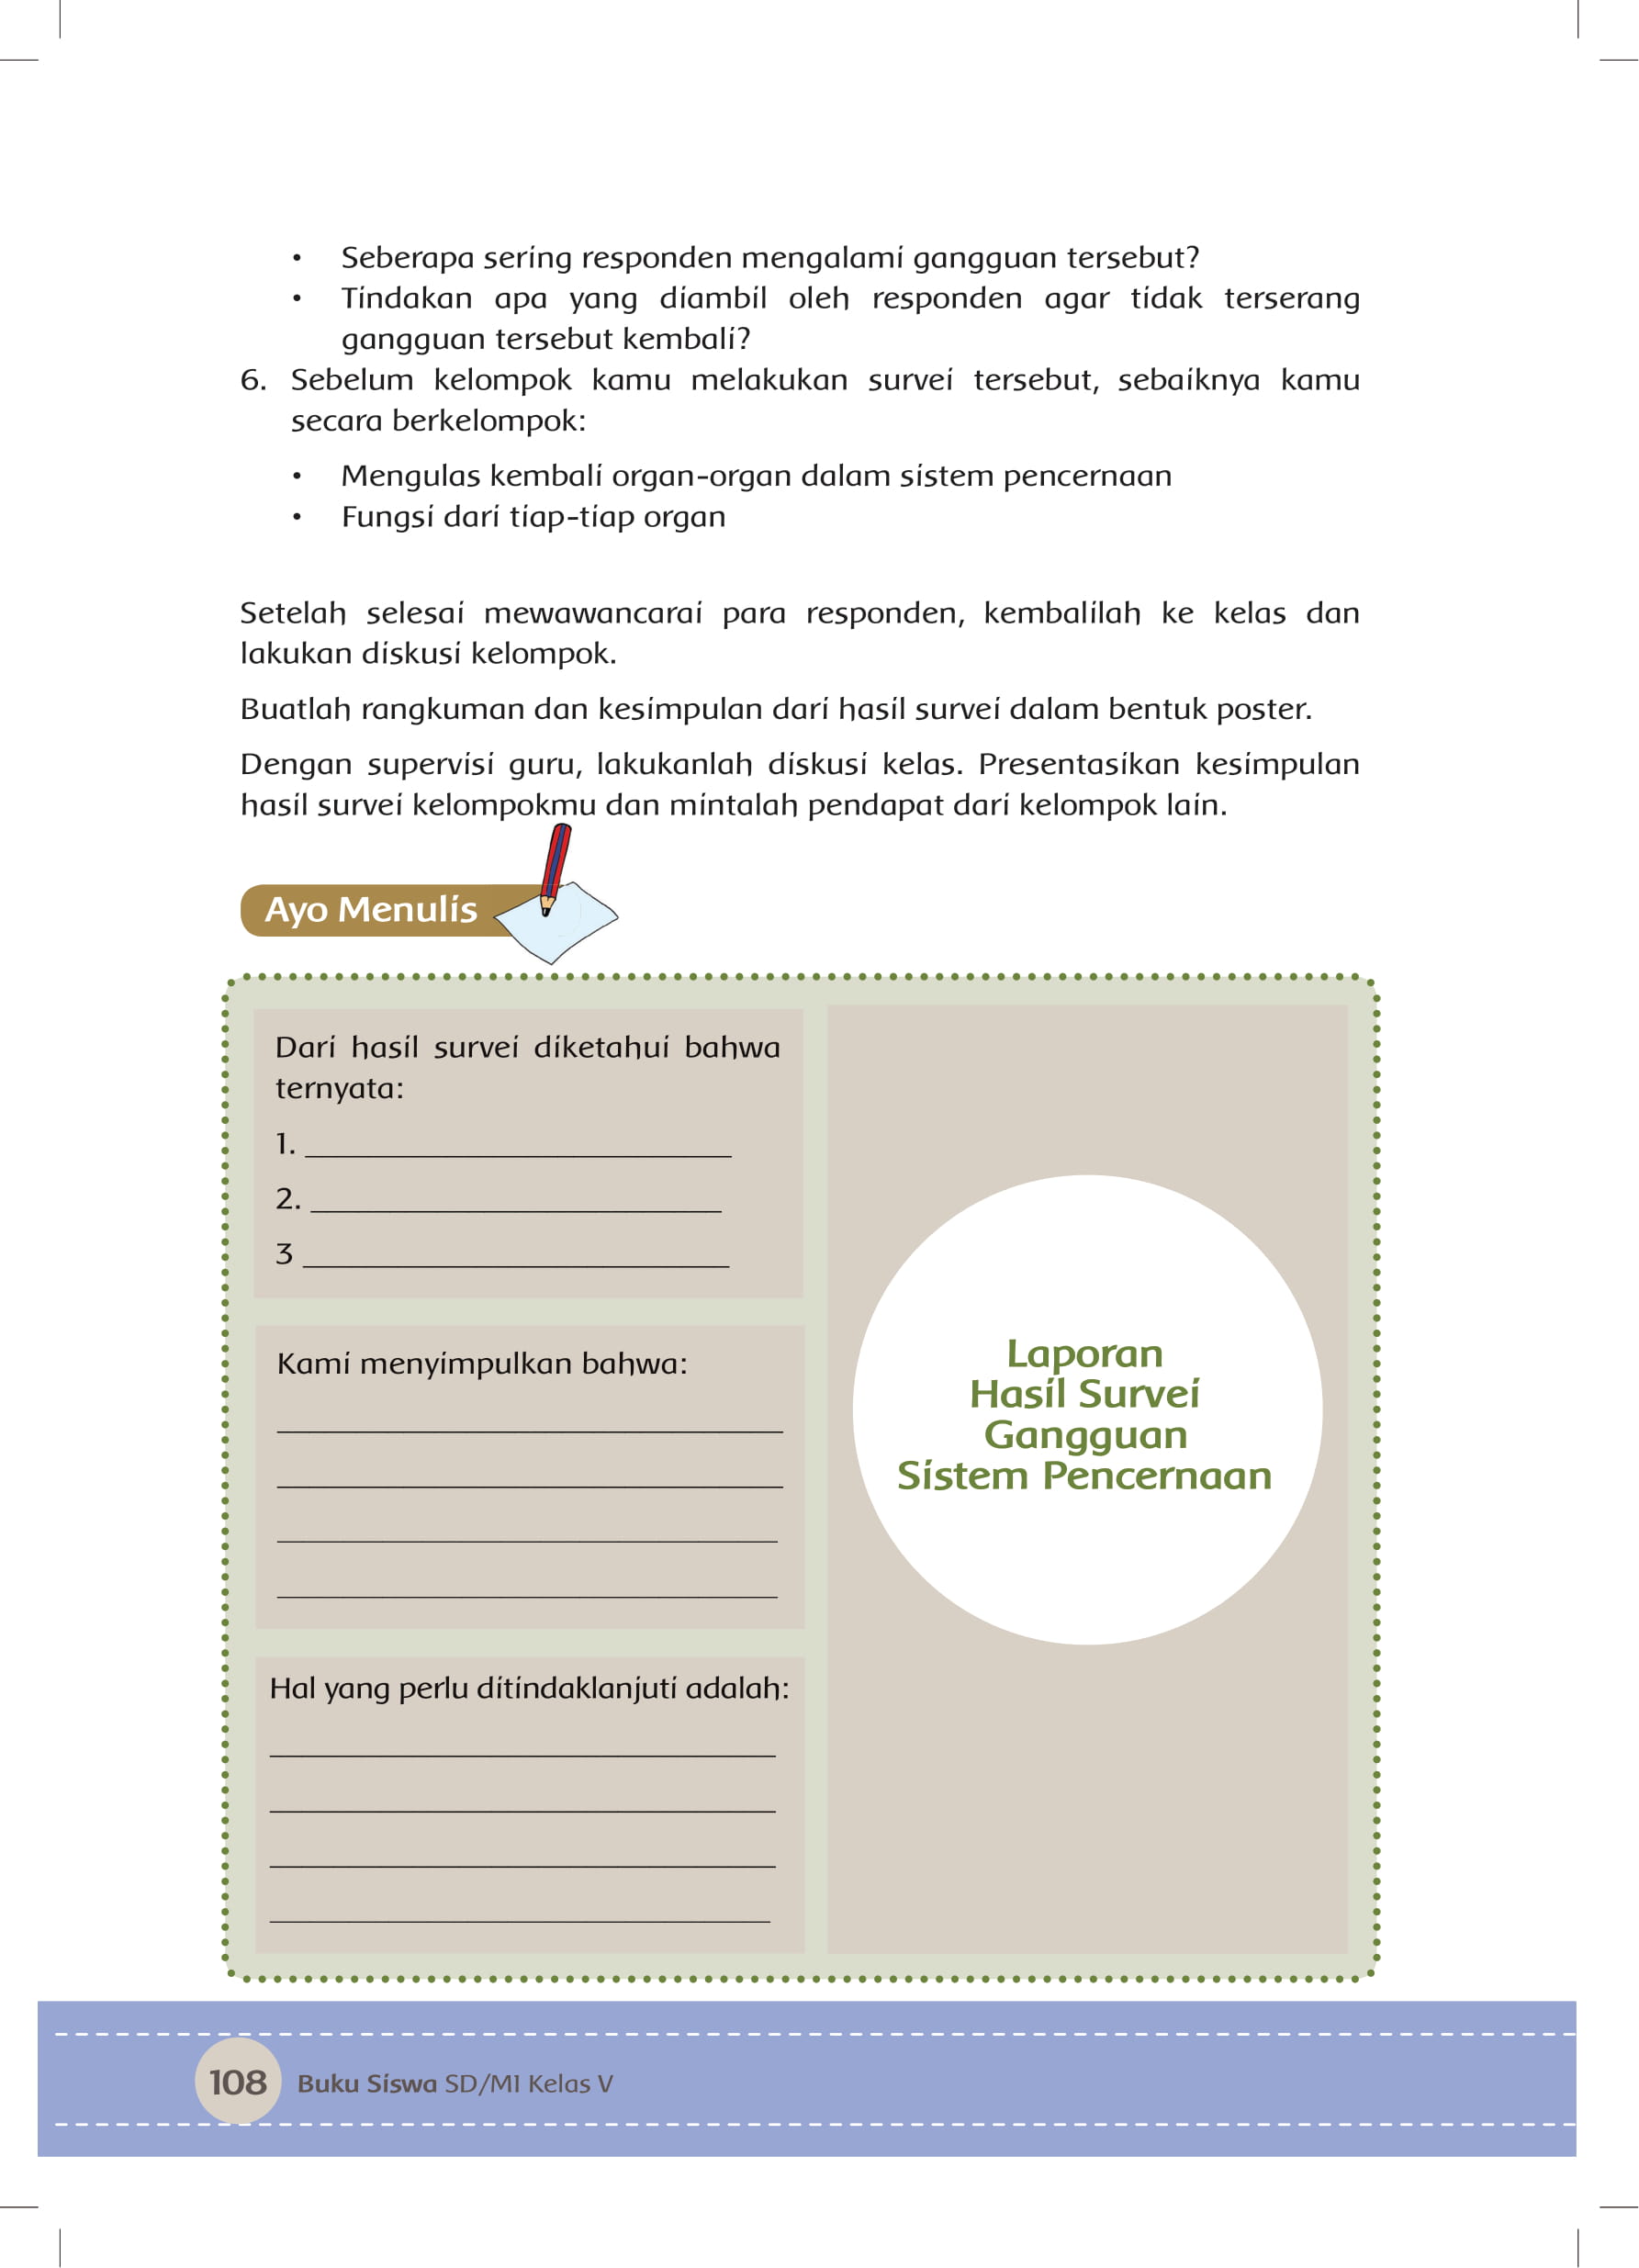 • Seberapa sering responden mengalami gangguan tersebut?
• Tindakan apa yang diambil oleh responden agar tidak terserang
gangguan tersebut kembali?
6. Sebelum kelompok kamu melakukan survei tersebut, sebaiknya kamu
secara berkelompok:
• Mengulas kembali organ-organ dalam sistem pencernaan
• Fungsi dari tiap-tiap organ
Setelah selesai mewawancarai para responden, kembalilah ke kelas dan
lakukan diskusi kelompok.
Buatlah rangkuman dan kesimpulan dari hasil survei dalam bentuk poster.
Dengan supervisi guru, lakukanlah diskusi kelas. Presentasikan kesimpulan
hasil survei kelompokmu dan mintalah pendapat dari kelompok lain.
Ayo Menulis
Dari hasil survei diketahui bahwa
ternyata:
1. ___________________________
2. ___________________________
3 ___________________________
Kami menyimpulkan bahwa:
________________________________
________________________________
________________________________
________________________________
Hal yang perlu ditindaklanjuti adalah:
________________________________
________________________________
________________________________
________________________________
Laporan
Hasil Survei
Gangguan
Sistem Pencernaan
108 Buku Siswa SD/MI Kelas V